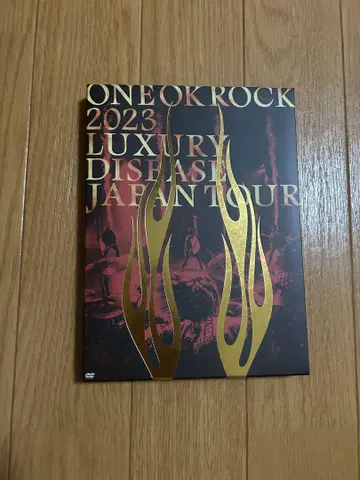 ONE OK ROCK
2023
LUXURY
DISEASE
JAPAN TOUR
DVD